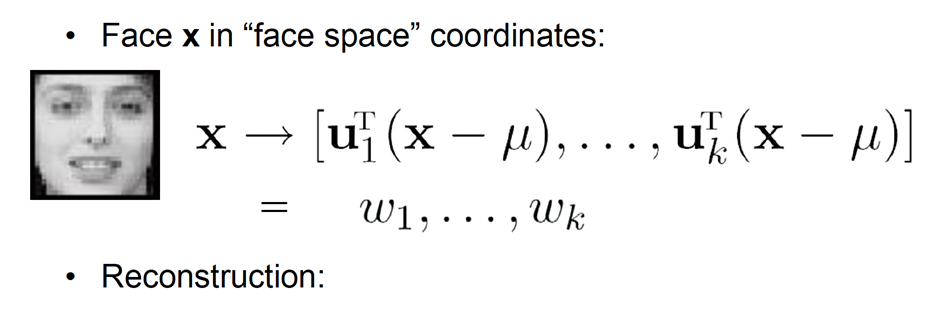 • Face x in “face space” coordinates:
x → [u₁ᵀ(x − μ), . . . , uₖᵀ(x − μ)]
= w₁, . . . , wₖ
• Reconstruction: